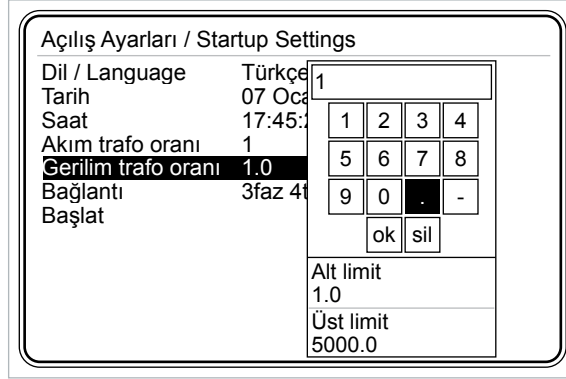 Açılış Ayarları / Startup Settings
Dil / Language Türkçe
Tarih 07 Oca
Saat 17:45:2
Akım trafo oranı 1
Gerilim trafo oranı 1.0
Bağlantı 3faz 4t
Başlat
1
1 2 3 4
5 6 7 8
9 0 . -
ok sil
Alt limit
1.0
Üst limit
5000.0